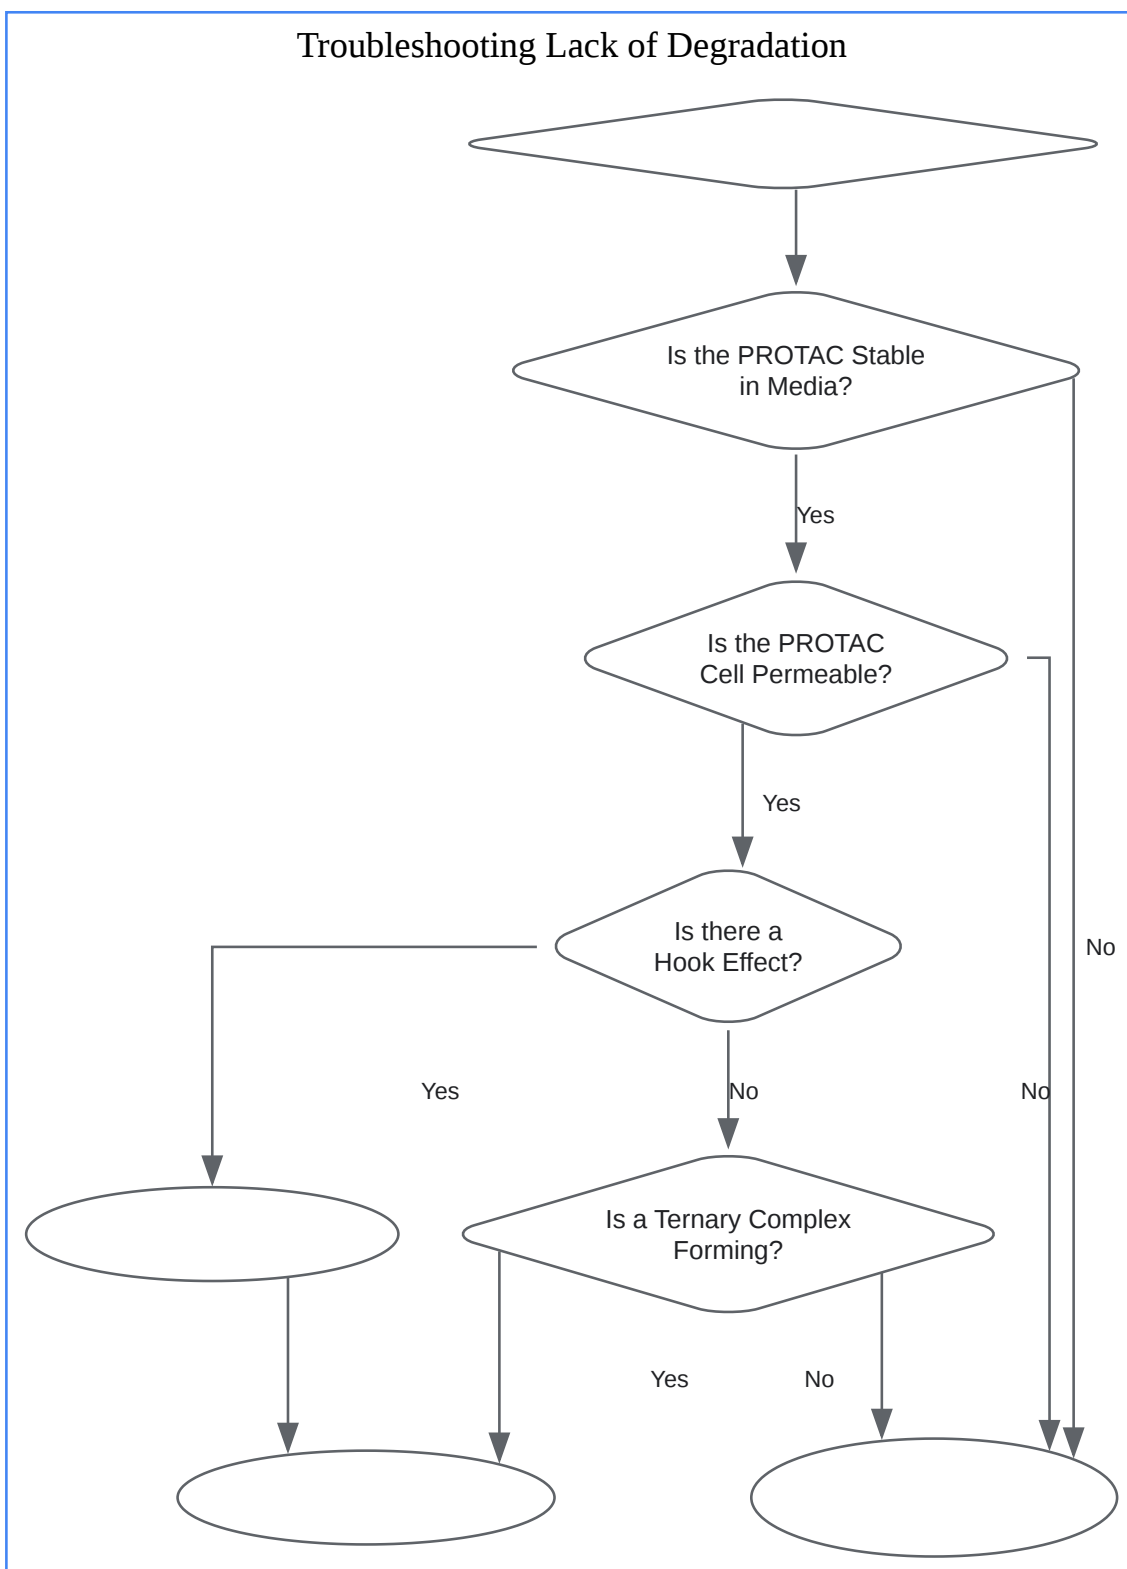 Troubleshooting Lack of Degradation
Is the PROTAC Stable
in Media?
Yes
Is the PROTAC
Cell Permeable?
Yes
Is there a
Hook Effect?
No
Yes
No
No
Is a Ternary Complex
Forming?
Yes
No